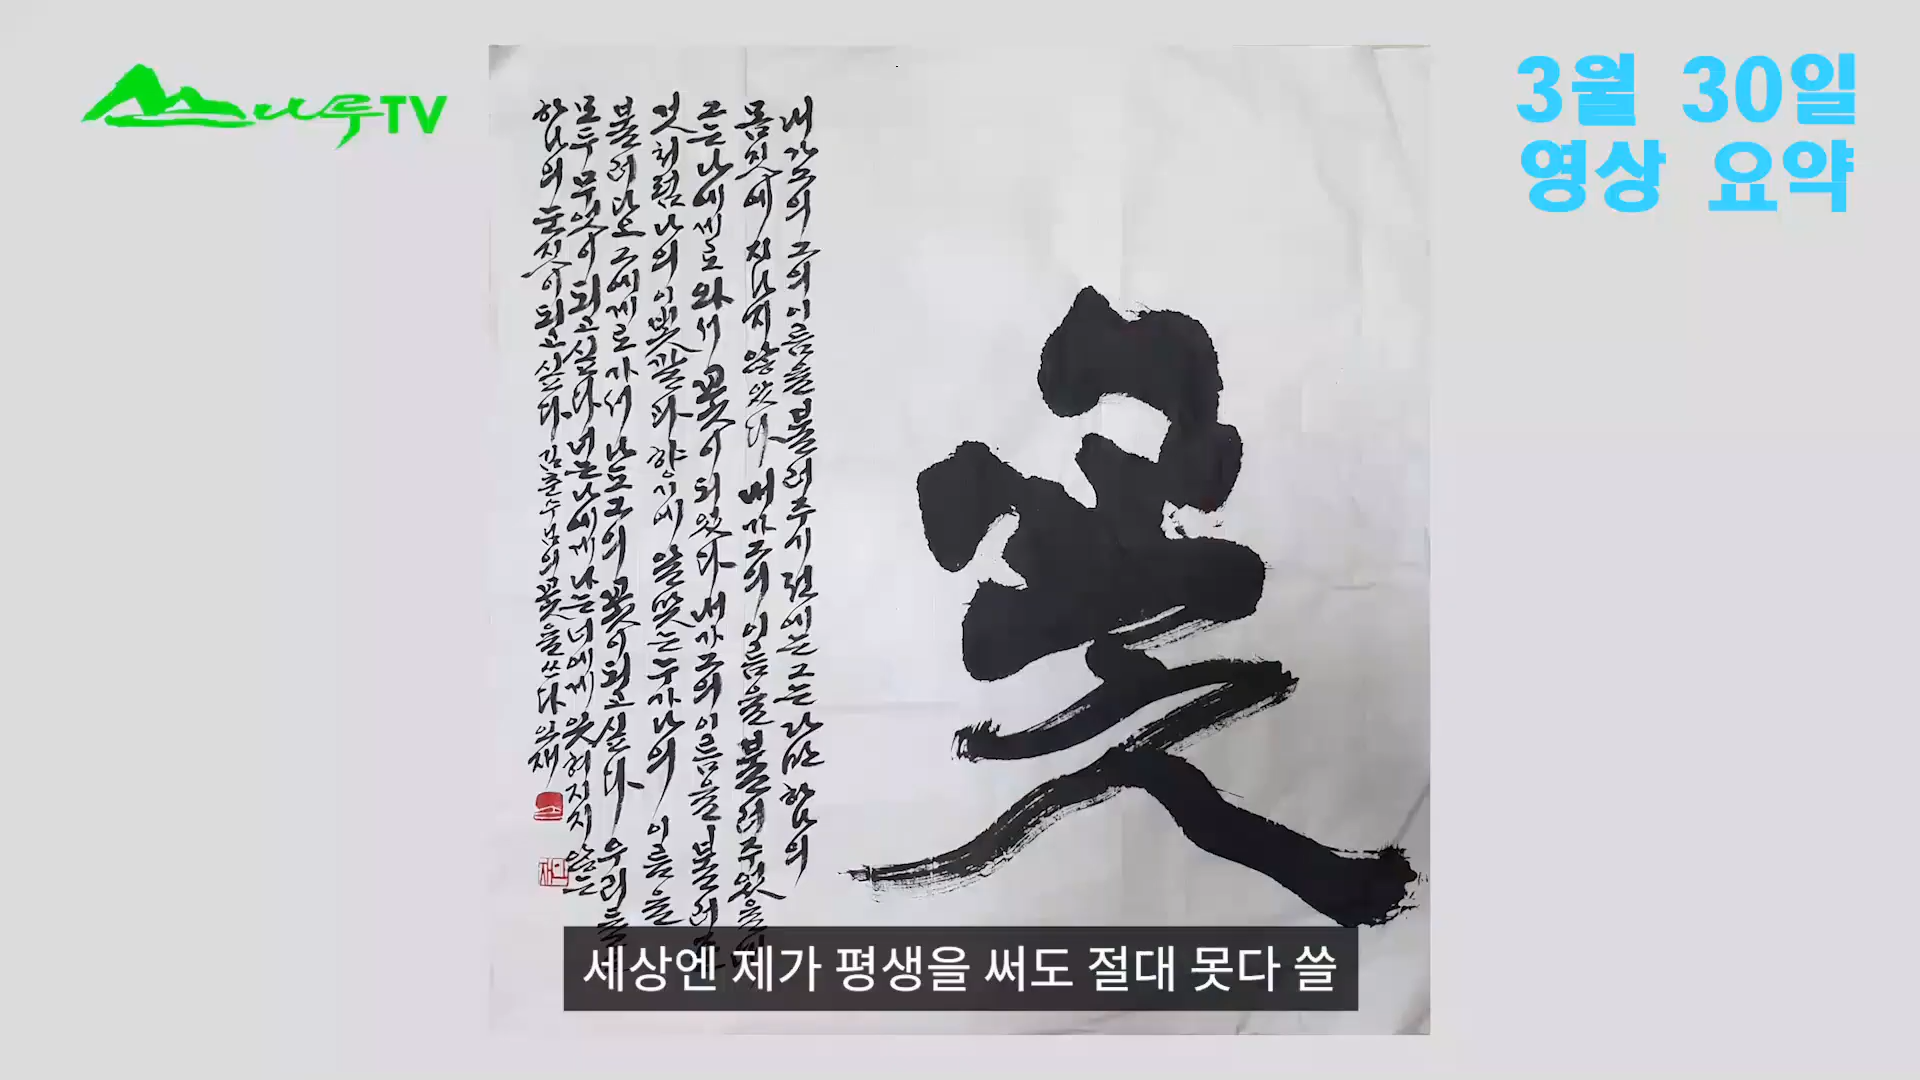 쓰나루TV
3월 30일
영상 요약
꽃
내가 그의 이름을 불러주기 전에는 그는 다만 하나의
몸짓에 지나지 않았다 내가 그의 이름을 불러주었을 때
그는 나에게로 와서 꽃이 되었다 내가 그의 이름을 불러준
것처럼 나의 이 빛깔과 향기에 알맞는 누가 나의 이름을
불러다오 그에게로 가서 나도 그의 꽃이 되고 싶다 우리들은
모두 무엇이 되고 싶다 너는 나에게 나는 너에게 잊혀지지 않는
하나의 눈짓이 되고 싶다 김춘수님의 꽃을 쓰다
세상엔 제가 평생을 써도 절대 못다 쓸